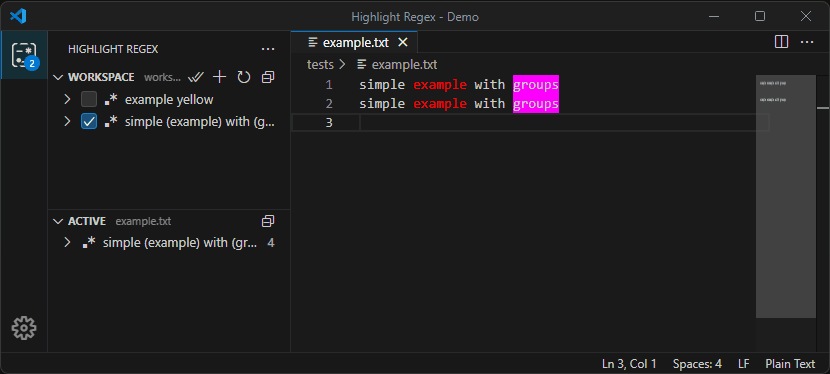 Highlight Regex - Demo
2
HIGHLIGHT REGEX
WORKSPACE works...
example yellow
simple (example) with (g...
ACTIVE example.txt
simple (example) with (gr... 4
example.txt
tests > example.txt
1 simple example with groups
2 simple example with groups
3
Ln 3, Col 1 Spaces: 4 LF Plain Text